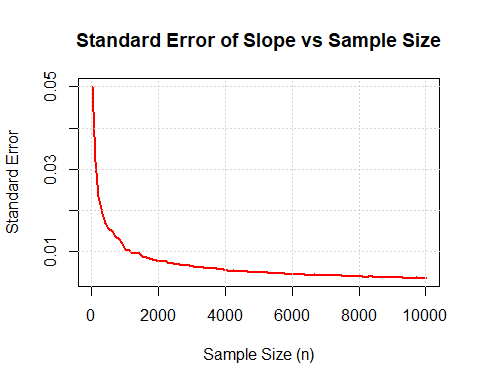 Standard Error of Slope vs Sample Size
Standard Error
0.05
0.03
0.01
0 2000 4000 6000 8000 10000
Sample Size (n)